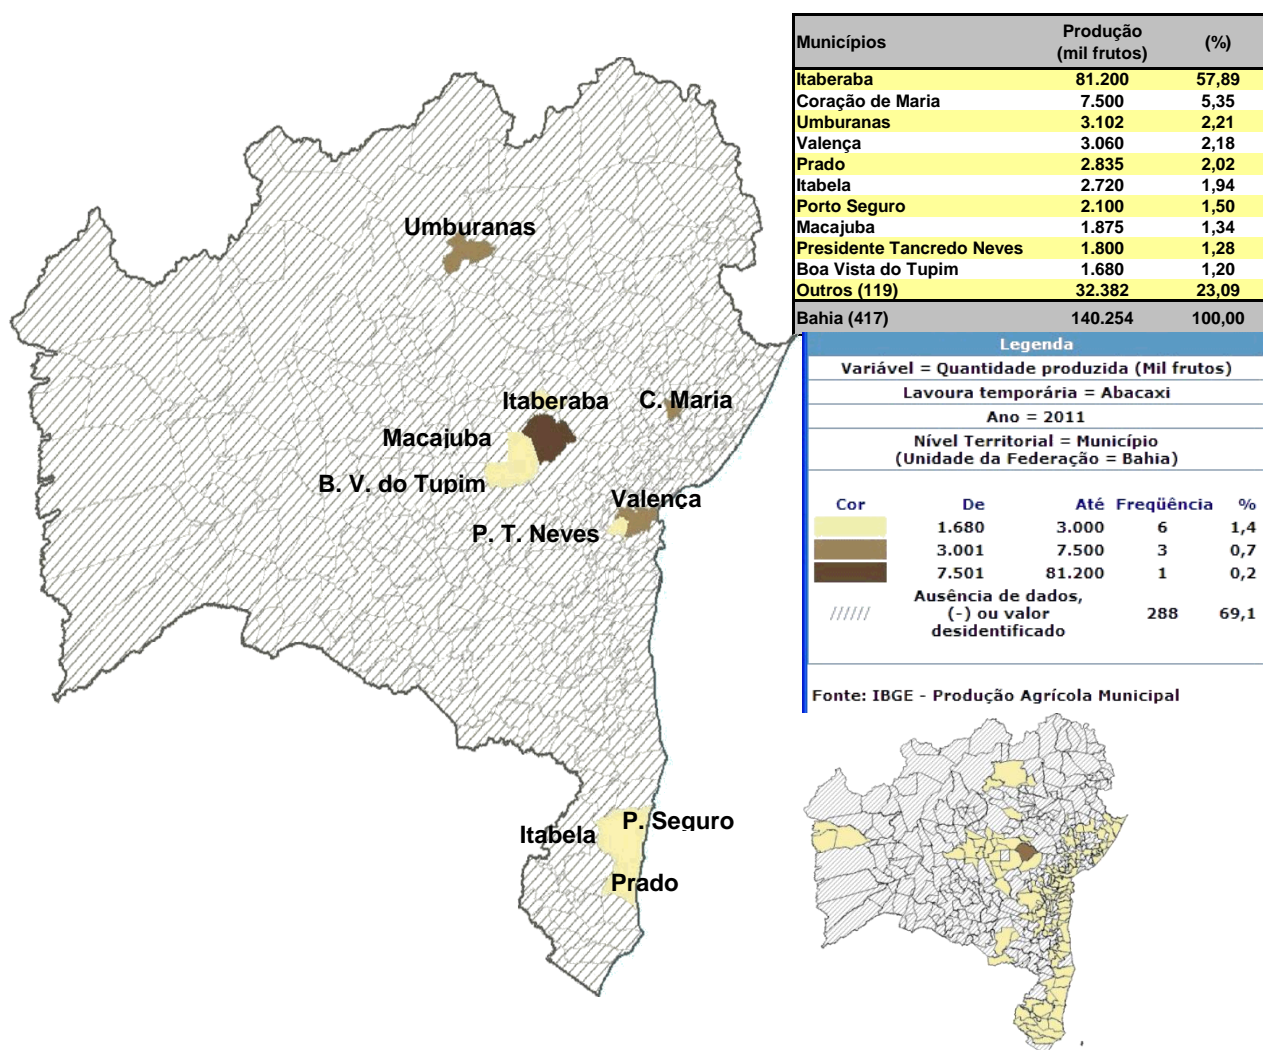 Municípios Produção (mil frutos) (%)
Itaberaba 81.200 57,89
Coração de Maria 7.500 5,35
Umburanas 3.102 2,21
Valença 3.060 2,18
Prado 2.835 2,02
Itabela 2.720 1,94
Porto Seguro 2.100 1,50
Macajuba 1.875 1,34
Presidente Tancredo Neves 1.800 1,28
Boa Vista do Tupim 1.680 1,20
Outros (119) 32.382 23,09
Bahia (417) 140.254 100,00
Legenda
Variável = Quantidade produzida (Mil frutos)
Lavoura temporária = Abacaxi
Ano = 2011
Nível Territorial = Município
(Unidade da Federação = Bahia)
Cor De Até Freqüência %
1.680 3.000 6 1,4
3.001 7.500 3 0,7
7.501 81.200 1 0,2
Ausência de dados,
(-) ou valor 288 69,1
desidentificado
Fonte: IBGE - Produção Agrícola Municipal
Umburanas
Itaberaba
C. Maria
Macajuba
B. V. do Tupim
Valença
P. T. Neves
P. Seguro
Itabela
Prado